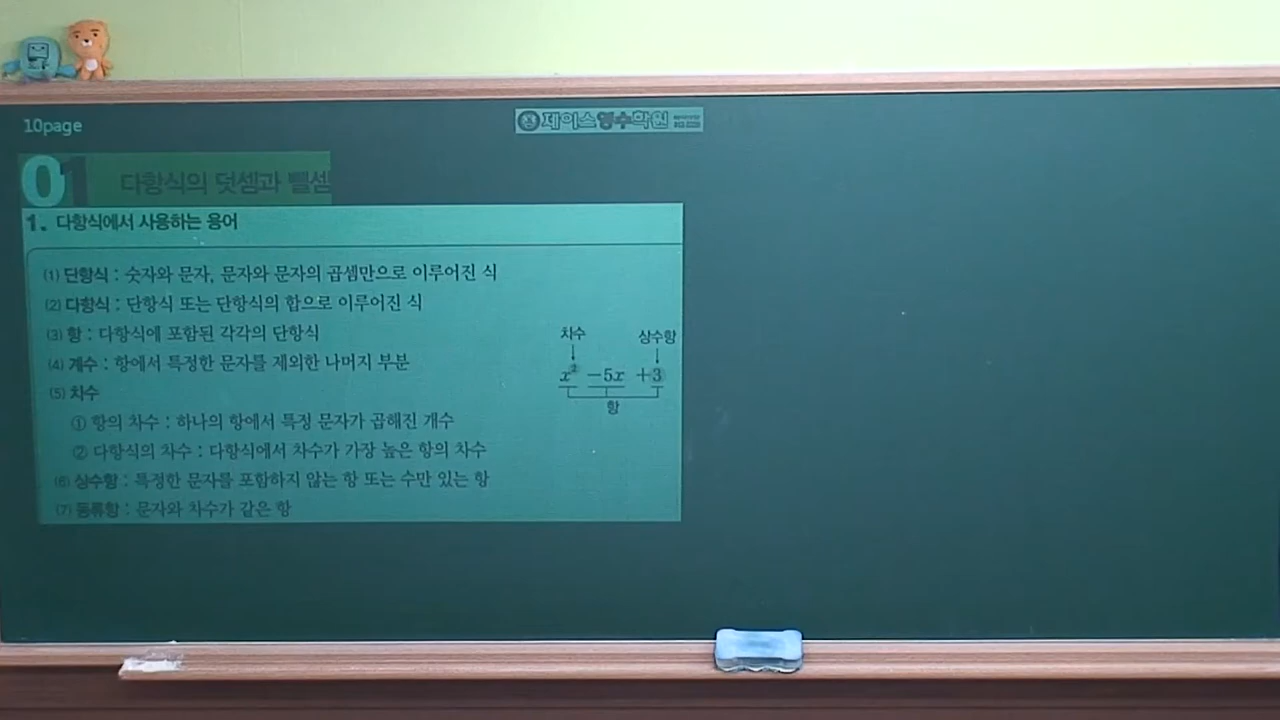 10page
제이스영수학원
01 다항식의 덧셈과 뺄셈
1. 다항식에서 사용하는 용어
(1) 단항식 : 숫자와 문자, 문자와 문자의 곱셈만으로 이루어진 식
(2) 다항식 : 단항식 또는 단항식의 합으로 이루어진 식
(3) 항 : 다항식에 포함된 각각의 단항식
(4) 계수 : 항에서 특정한 문자를 제외한 나머지 부분
(5) 차수
① 항의 차수 : 하나의 항에서 특정 문자가 곱해진 개수
② 다항식의 차수 : 다항식에서 차수가 가장 높은 항의 차수
(6) 상수항 : 특정한 문자를 포함하지 않는 항 또는 수만 있는 항
(7) 동류항 : 문자와 차수가 같은 항
차수 상수항
x² −5x +3
항